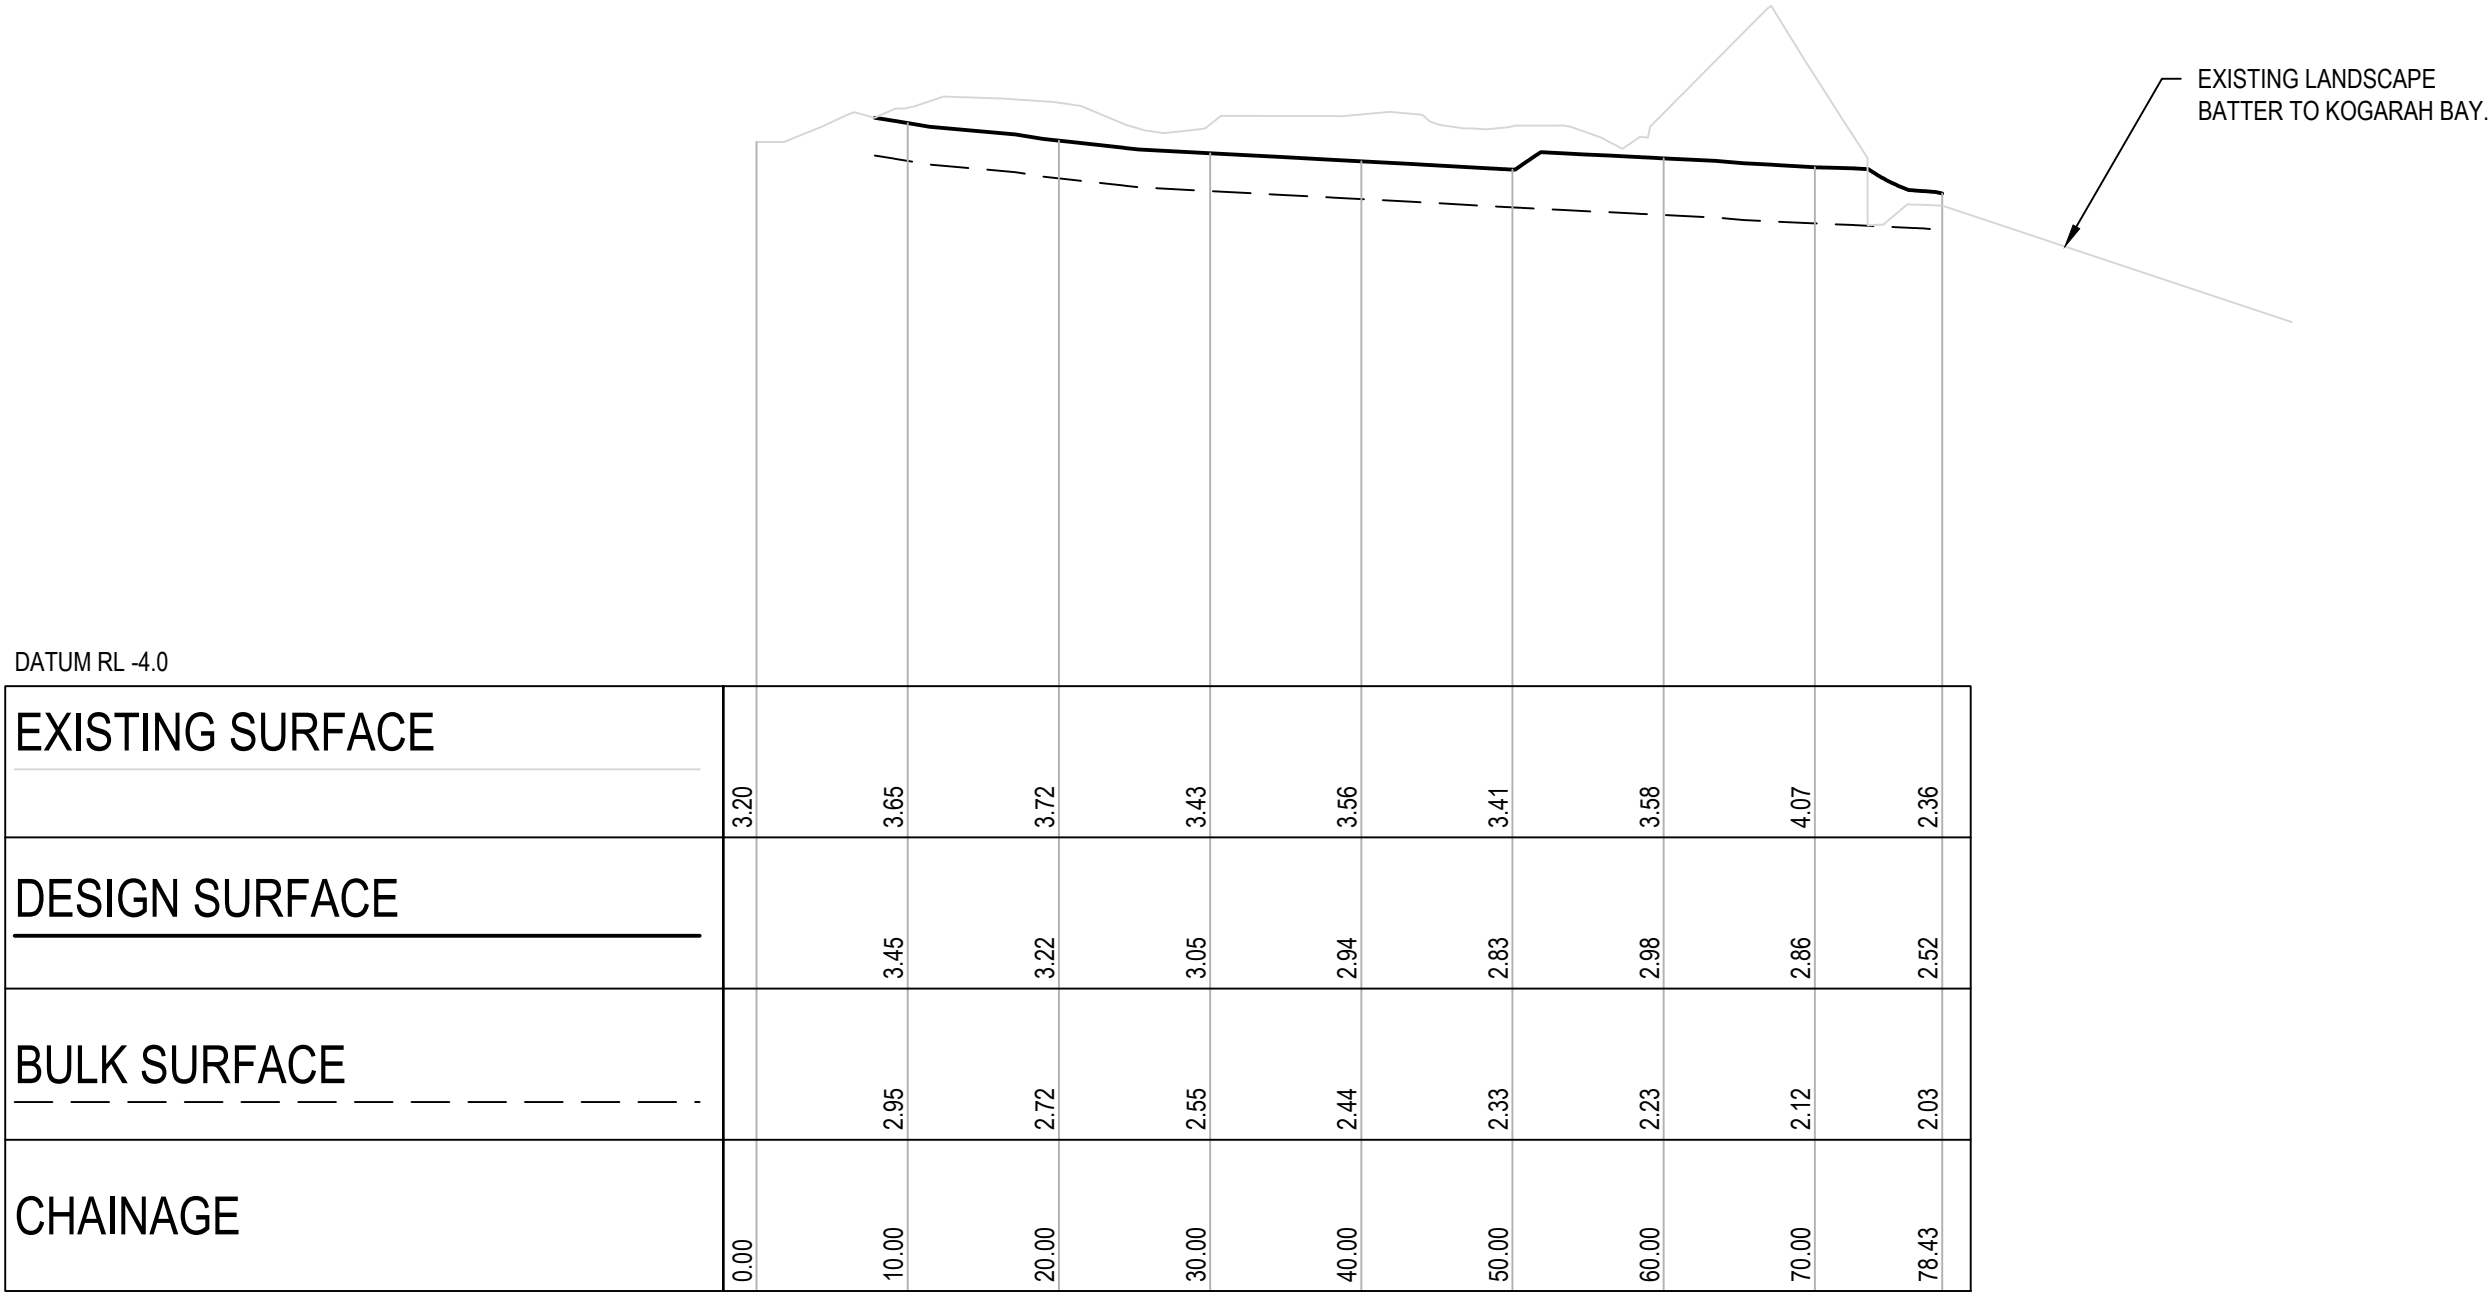 EXISTING LANDSCAPE
BATTER TO KOGARAH BAY.
DATUM RL -4.0
EXISTING SURFACE
3.20 3.65 3.72 3.43 3.56 3.41 3.58 4.07 2.36
DESIGN SURFACE
3.45 3.22 3.05 2.94 2.83 2.98 2.86 2.52
BULK SURFACE
2.95 2.72 2.55 2.44 2.33 2.23 2.12 2.03
CHAINAGE
0.00 10.00 20.00 30.00 40.00 50.00 60.00 70.00 78.43